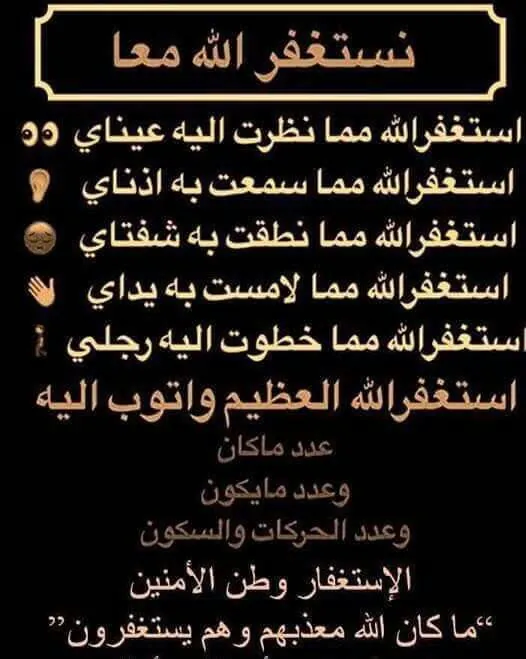 نستغفر الله معا
استغفرالله مما نظرت اليه عيناي 👀
استغفرالله مما سمعت به اذناي 👂
استغفرالله مما نطقت به شفتاي 😔
استغفرالله مما لامست به يداي 👋
استغفرالله مما خطوت اليه رجلي 🚶
استغفرالله العظيم واتوب اليه
عدد ماكان
وعدد مايكون
وعدد الحركات والسكون
الإستغفار وطن الأمنين
“ما كان الله معذبهم وهم يستغفرون”